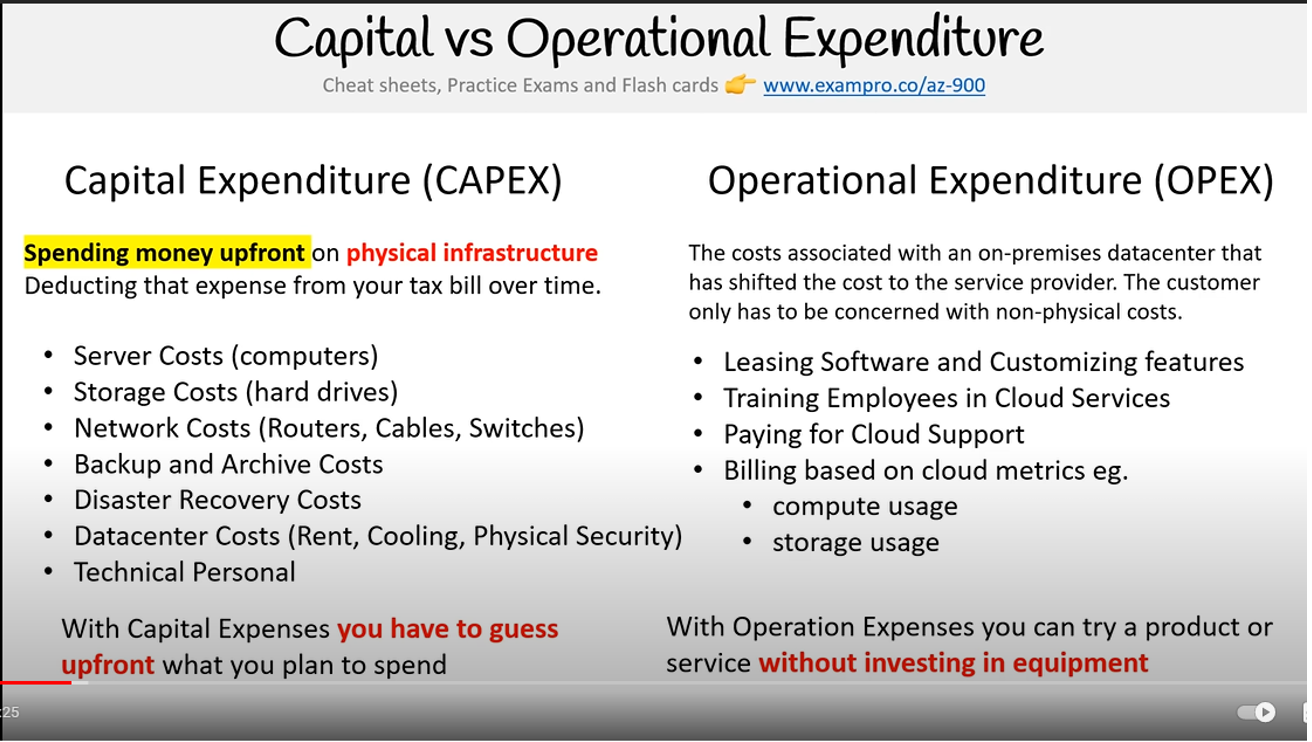 Capital vs Operational Expenditure
Cheat sheets, Practice Exams and Flash cards 👉 www.exampro.co/az-900
Capital Expenditure (CAPEX)
Spending money upfront on physical infrastructure
Deducting that expense from your tax bill over time.
• Server Costs (computers)
• Storage Costs (hard drives)
• Network Costs (Routers, Cables, Switches)
• Backup and Archive Costs
• Disaster Recovery Costs
• Datacenter Costs (Rent, Cooling, Physical Security)
• Technical Personal
With Capital Expenses you have to guess
upfront what you plan to spend
Operational Expenditure (OPEX)
The costs associated with an on-premises datacenter that
has shifted the cost to the service provider. The customer
only has to be concerned with non-physical costs.
• Leasing Software and Customizing features
• Training Employees in Cloud Services
• Paying for Cloud Support
• Billing based on cloud metrics eg.
• compute usage
• storage usage
With Operation Expenses you can try a product or
service without investing in equipment
:25